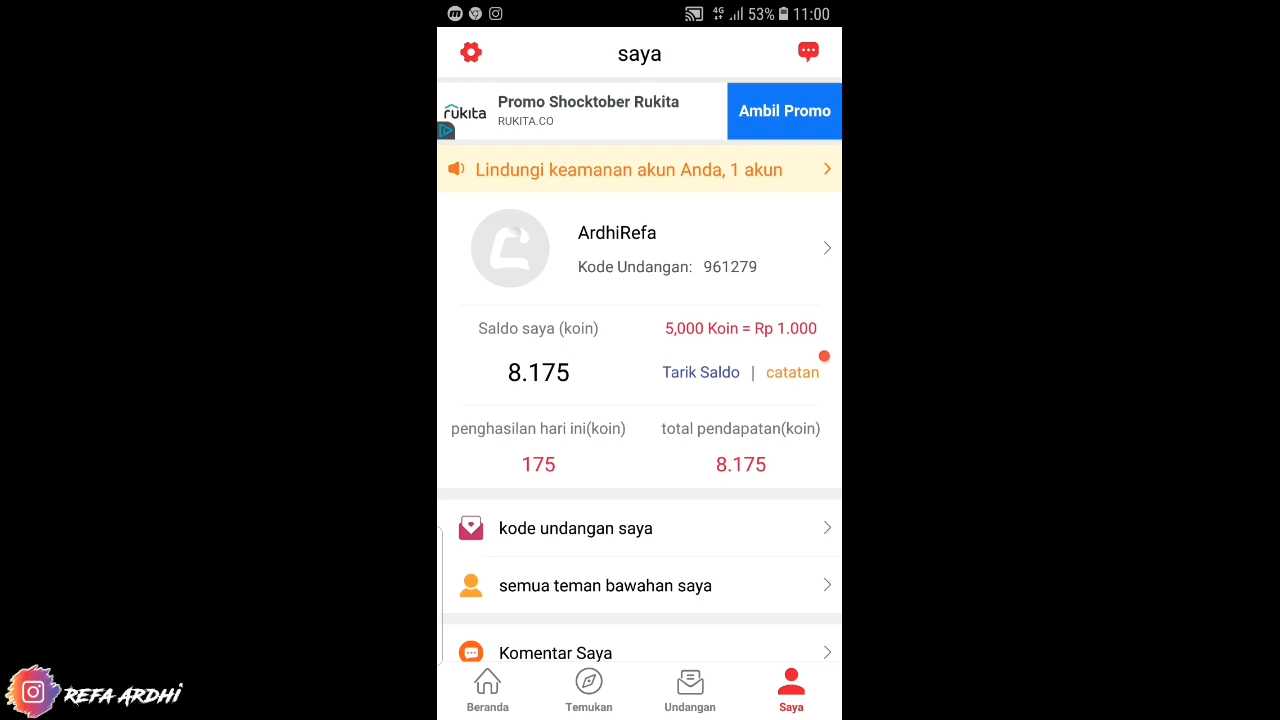 4G 53% 11:00
saya
rukita
Promo Shocktober Rukita
RUKITA.CO
Ambil Promo
Lindungi keamanan akun Anda, 1 akun
ArdhiRefa
Kode Undangan: 961279
Saldo saya (koin)
5,000 Koin = Rp 1.000
8.175
Tarik Saldo | catatan
penghasilan hari ini(koin)
total pendapatan(koin)
175
8.175
kode undangan saya
semua teman bawahan saya
Komentar Saya
Beranda
Temukan
Undangan
Saya
REFA ARDHI